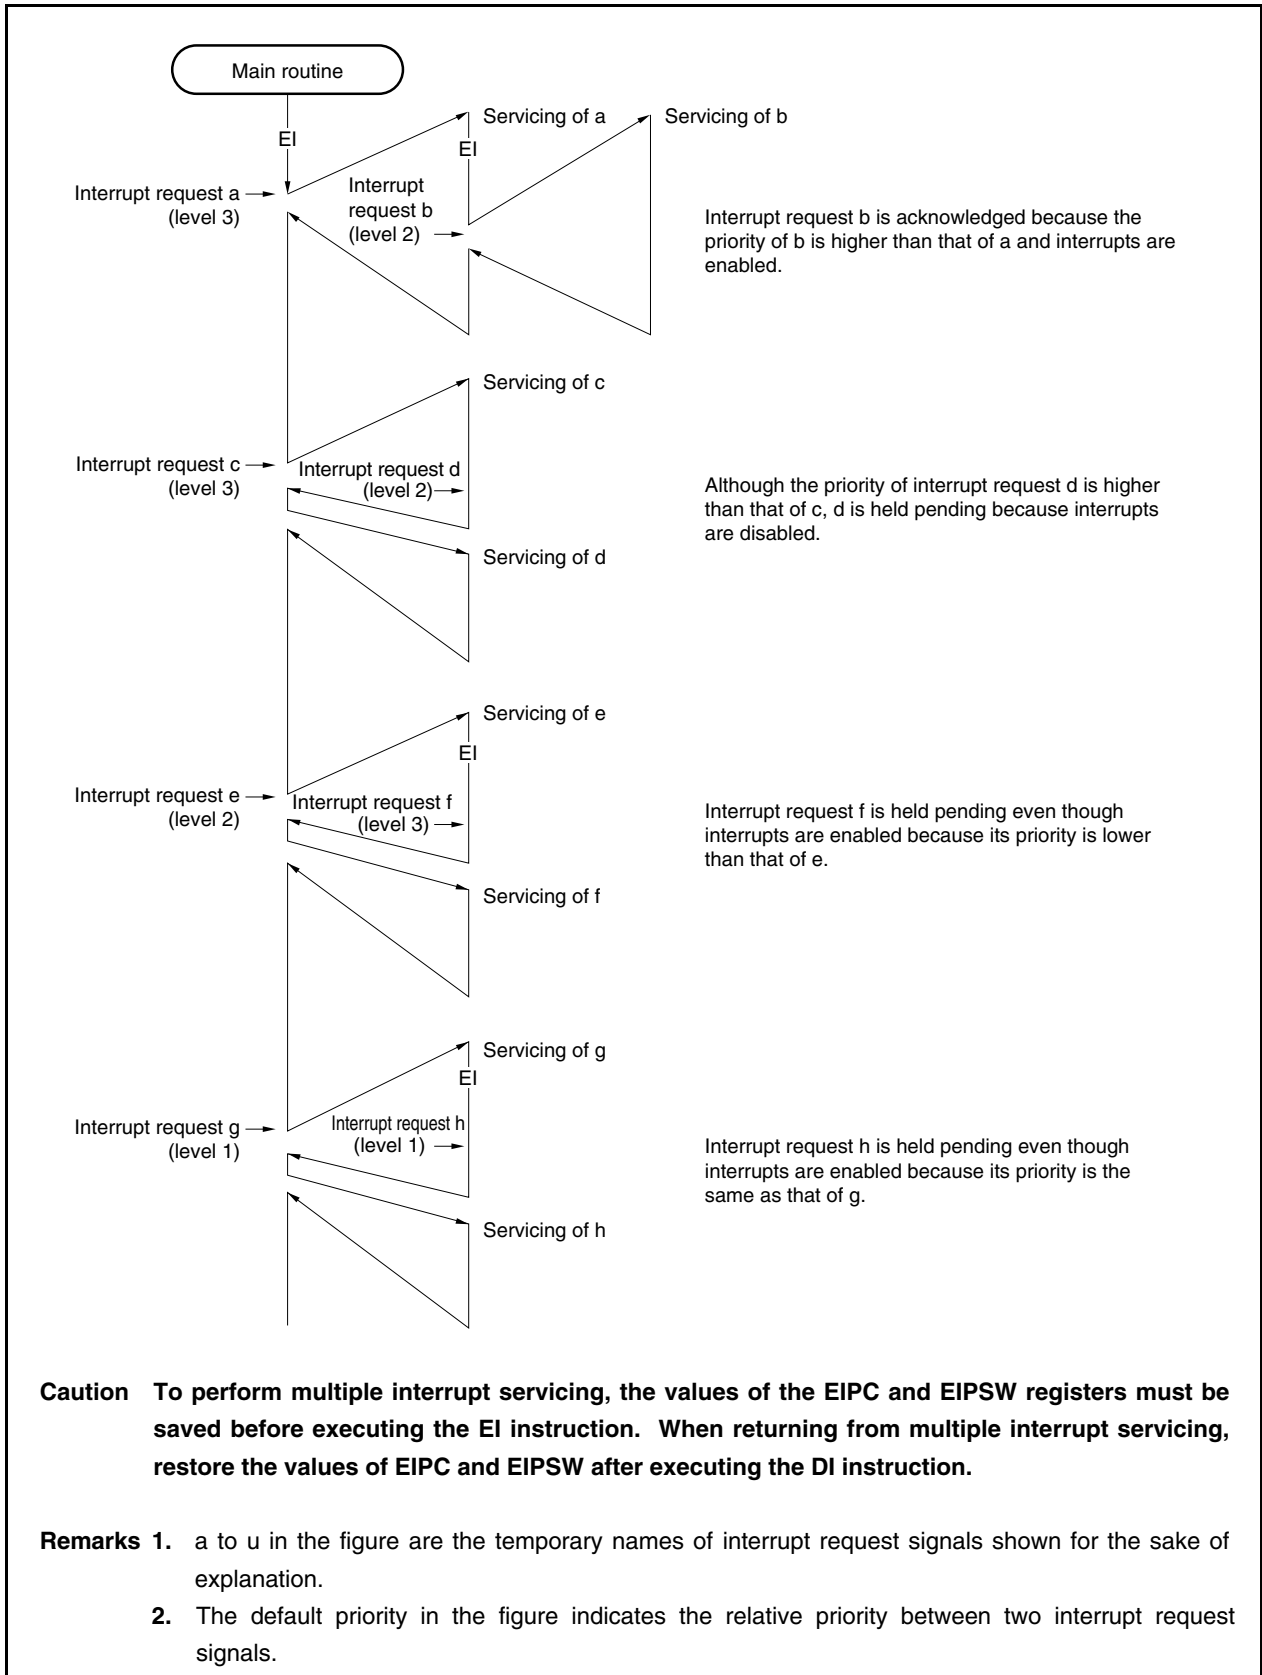 Main routine
EI
Servicing of a
Servicing of b
EI
Interrupt request a
(level 3)
Interrupt
request b
(level 2)
Interrupt request b is acknowledged because the
priority of b is higher than that of a and interrupts are
enabled.
Servicing of c
Interrupt request c
(level 3)
Interrupt request d
(level 2)
Although the priority of interrupt request d is higher
than that of c, d is held pending because interrupts
are disabled.
Servicing of d
Servicing of e
EI
Interrupt request e
(level 2)
Interrupt request f
(level 3)
Interrupt request f is held pending even though
interrupts are enabled because its priority is lower
than that of e.
Servicing of f
Servicing of g
EI
Interrupt request g
(level 1)
Interrupt request h
(level 1)
Interrupt request h is held pending even though
interrupts are enabled because its priority is the
same as that of g.
Servicing of h
Caution To perform multiple interrupt servicing, the values of the EIPC and EIPSW registers must be
saved before executing the EI instruction. When returning from multiple interrupt servicing,
restore the values of EIPC and EIPSW after executing the DI instruction.
Remarks 1. a to u in the figure are the temporary names of interrupt request signals shown for the sake of
explanation.
2. The default priority in the figure indicates the relative priority between two interrupt request
signals.